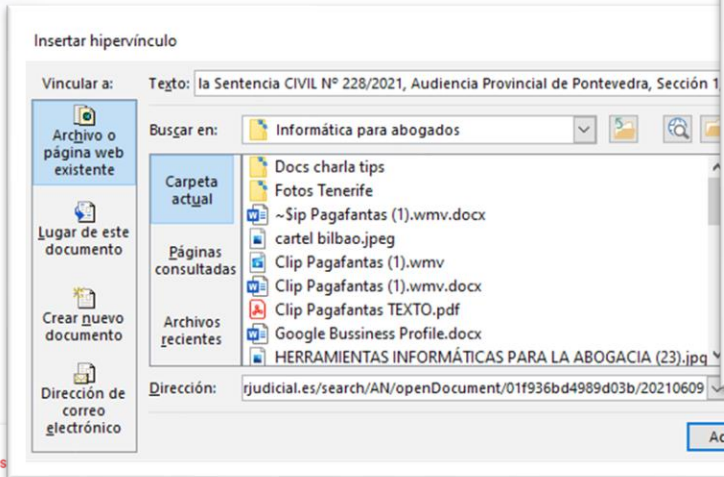 Insertar hipervínculo
Vincular a:
Texto: la Sentencia CIVIL Nº 228/2021, Audiencia Provincial de Pontevedra, Sección 1
Archivo o
página web
existente
Buscar en: Informática para abogados
Lugar de este
documento
Crear nuevo
documento
Dirección de
correo
electrónico
Carpeta
actual
Páginas
consultadas
Archivos
recientes
Docs charla tips
Fotos Tenerife
~$ip Pagafantas (1).wmv.docx
cartel bilbao.jpeg
Clip Pagafantas (1).wmv
Clip Pagafantas (1).wmv.docx
Clip Pagafantas TEXTO.pdf
Google Bussiness Profile.docx
HERRAMIENTAS INFORMÁTICAS PARA LA ABOGACIA (23).jpg
Dirección: rjudicial.es/search/AN/openDocument/01f936bd4989d03b/20210609
Ac
s